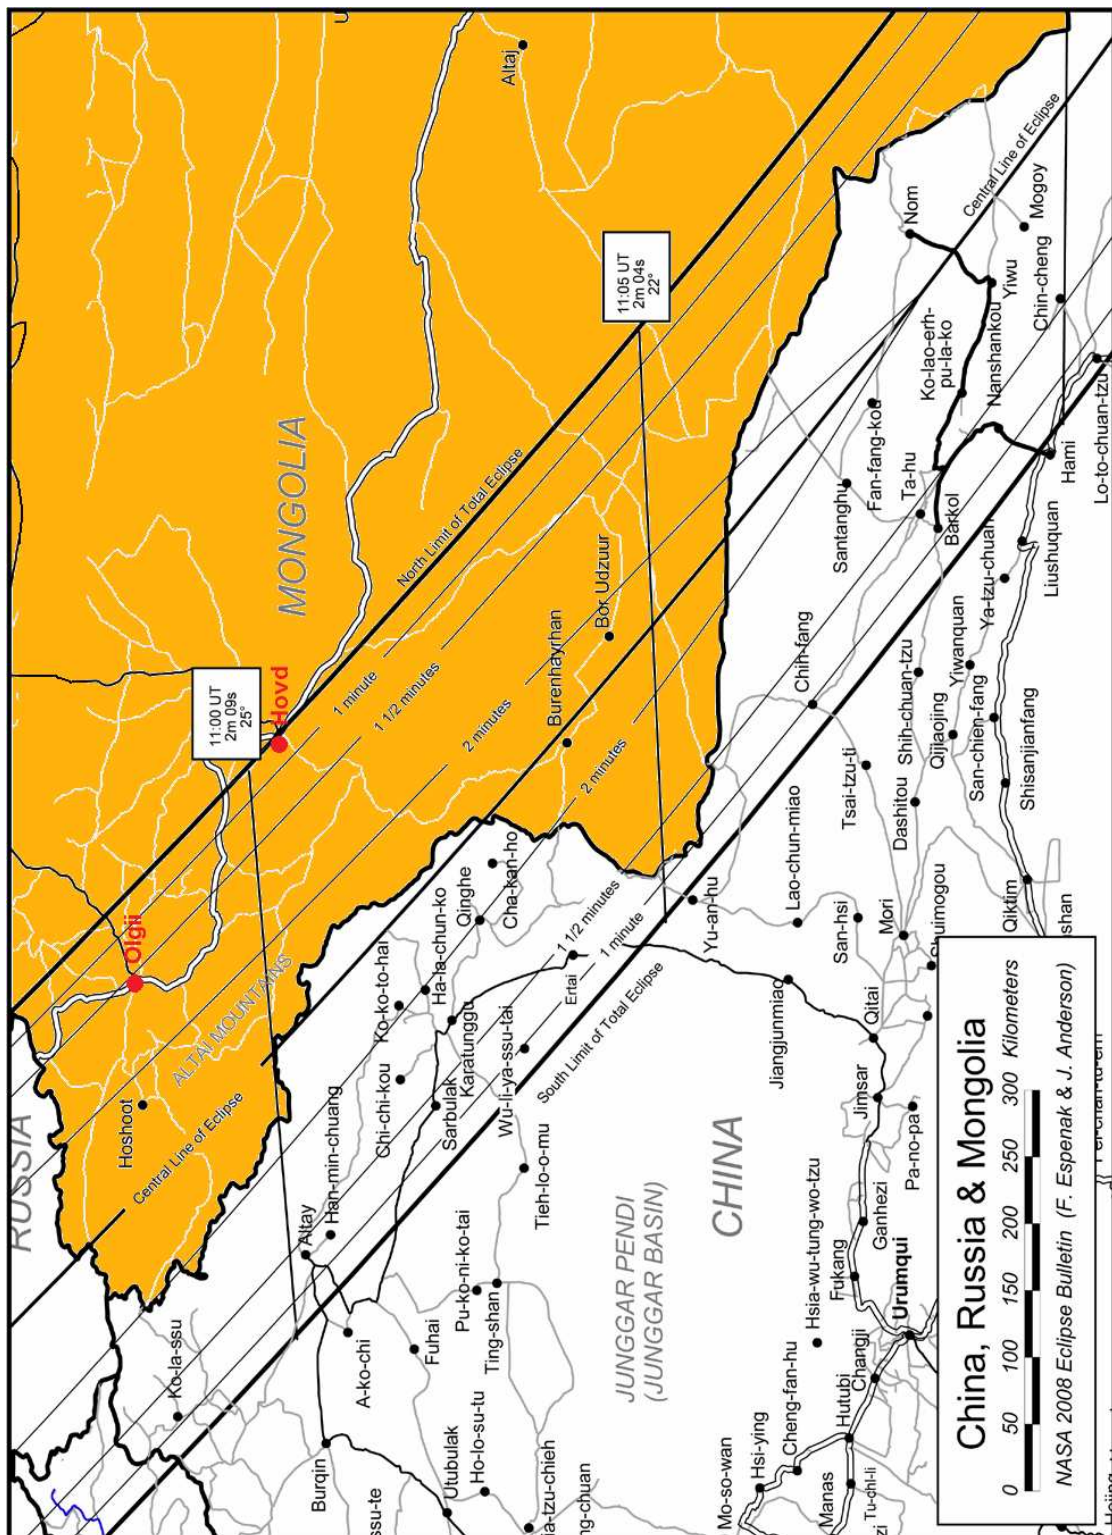 RUSSIA
MONGOLIA
CHINA
Olgii
Hovd
Altaj
Hoshoot
ALTAI MOUNTAINS
Central Line of Eclipse
North Limit of Total Eclipse
1 minute
1 1/2 minutes
2 minutes
11:00 UT
2m 09s
25°
11:05 UT
2m 04s
22°
Bor Udzuur
Burenhayrhan
2 minutes
1 1/2 minutes
1 minute
South Limit of Total Eclipse
Central Line of Eclipse
Nom
Mogoy
Yiwu
Chin-cheng
Ko-lao-erh-
pu-la-ko
Nanshankou
Fan-fang-kou
Santanghu
Ta-hu
Barkol
Hami
Lo-to-chuan-tzu
Liushuquan
Ya-tzu-chuan
Yiwanquan
Shih-chuan-tzu
Qijiaojing
San-chien-fang
Shisanjianfang
Chih-fang
Tsai-tzu-ti
Dashitou
Lao-chun-miao
San-hsi
Mori
Qiktim
shan
Yu-an-hu
Jiangjunmiao
Qitai
Jimsar
Pa-no-pa
Ganhezi
Fukang
Urumqui
Hsia-wu-tung-wo-tzu
Changji
Hutubi
Cheng-fan-hu
Hsi-ying
Mo-so-wan
Manas
Tu-chl-li
zi
Cha-kan-ho
Qinghe
Ha-la-chun-ko
Ko-ko-to-hai
Ertai
Karatunggu
Wu-li-ya-ssu-tai
Sarbulak
Chi-chi-kou
Tieh-lo-o-mu
Han-min-chuang
Altay
Pu-ko-ni-ko-tai
Ting-shan
Fuhai
A-ko-chi
Ko-la-ssu
Burqin
Utubulak
Ho-lo-su-tu
ssu-te
ia-tzu-chieh
ng-chuan
JUNGGAR PENDI
(JUNGGAR BASIN)
China, Russia & Mongolia
0 50 100 150 200 250 300 Kilometers
NASA 2008 Eclipse Bulletin (F. Espenak & J. Anderson)